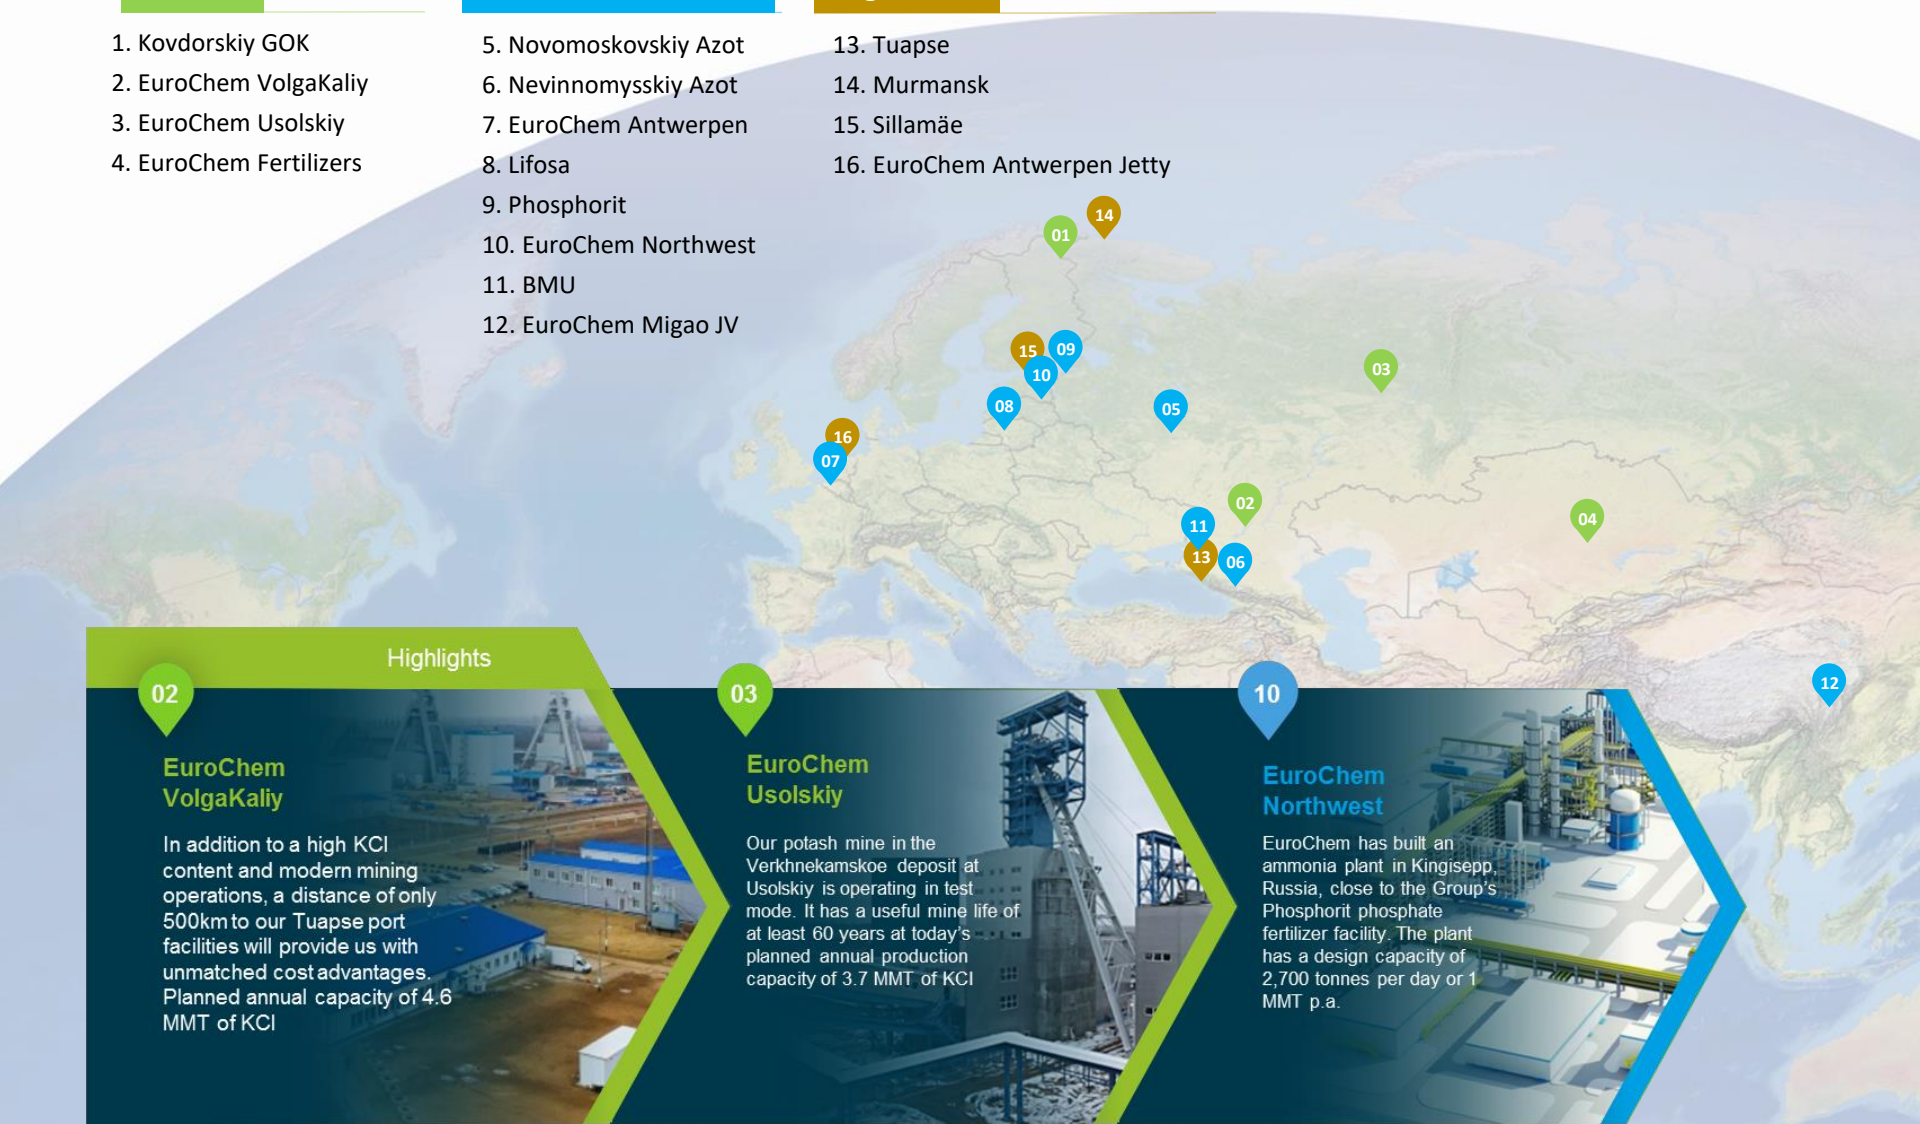 1. Kovdorskiy GOK
2. EuroChem VolgaKaliy
3. EuroChem Usolskiy
4. EuroChem Fertilizers
5. Novomoskovskiy Azot
6. Nevinnomysskiy Azot
7. EuroChem Antwerpen
8. Lifosa
9. Phosphorit
10. EuroChem Northwest
11. BMU
12. EuroChem Migao JV
13. Tuapse
14. Murmansk
15. Sillamäe
16. EuroChem Antwerpen Jetty
14
01
15
09
10
03
08
05
16
07
02
11
04
13
06
12
Highlights
02
EuroChem
VolgaKaliy
In addition to a high KCl
content and modern mining
operations, a distance of only
500km to our Tuapse port
facilities will provide us with
unmatched cost advantages.
Planned annual capacity of 4.6
MMT of KCl
03
EuroChem
Usolskiy
Our potash mine in the
Verkhnekamskoe deposit at
Usolskiy is operating in test
mode. It has a useful mine life of
at least 60 years at today's
planned annual production
capacity of 3.7 MMT of KCl
10
EuroChem
Northwest
EuroChem has built an
ammonia plant in Kingisepp,
Russia, close to the Group's
Phosphorit phosphate
fertilizer facility. The plant
has a design capacity of
2,700 tonnes per day or 1
MMT p.a.